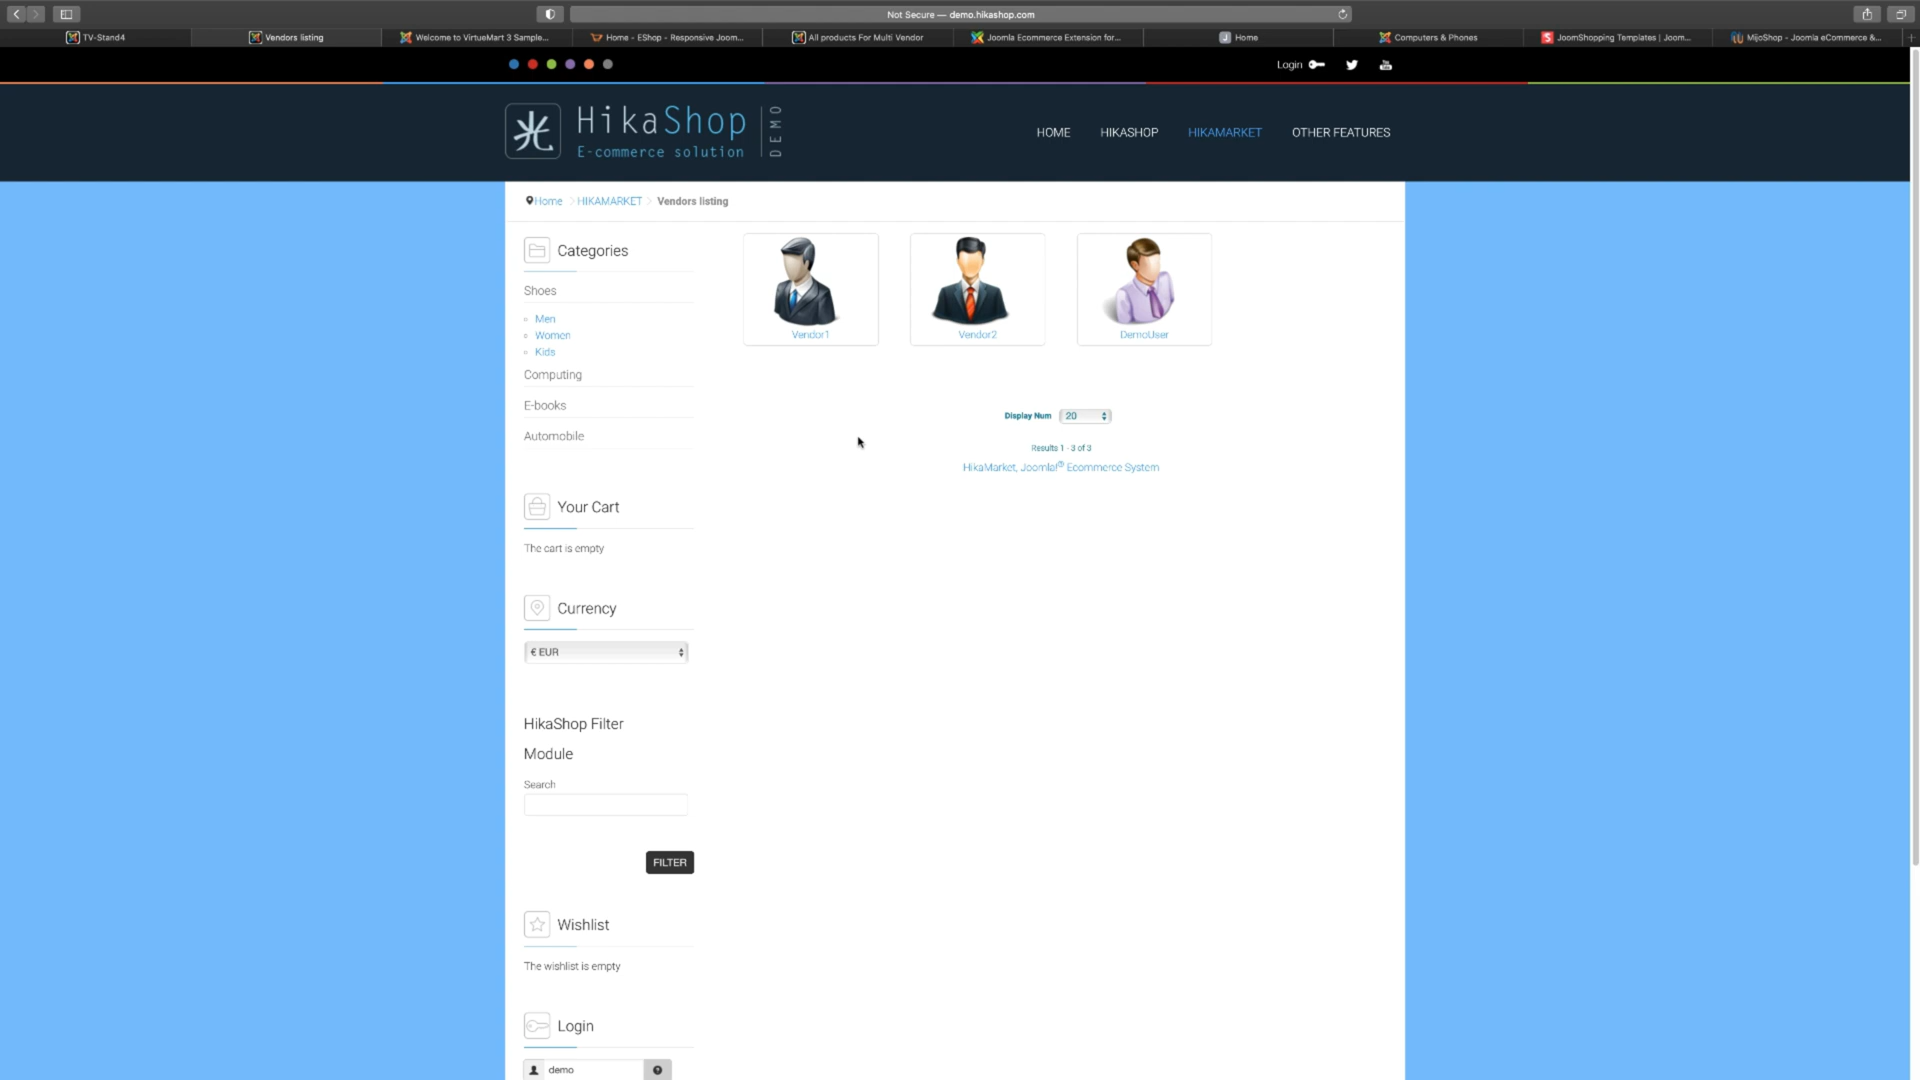 Not Secure — demo.hikashop.com
TV-Stand4
Vendors listing
Welcome to VirtueMart 3 Sample...
Home - EShop - Responsive Joom...
All products For Multi Vendor
Joomla Ecommerce Extension for...
Home
Computers & Phones
JoomShopping Templates | Joom...
MijoShop - Joomla eCommerce &...
Login
光 HikaShop DEMO
E-commerce solution
HOME
HIKASHOP
HIKAMARKET
OTHER FEATURES
Home HIKAMARKET Vendors listing
Categories
Shoes
Men
Women
Kids
Computing
E-books
Automobile
Vendor1
Vendor2
DemoUser
Display Num 20
Results 1 - 3 of 3
HikaMarket, Joomla!® Ecommerce System
Your Cart
The cart is empty
Currency
€ EUR
HikaShop Filter
Module
Search
FILTER
Wishlist
The wishlist is empty
Login
demo